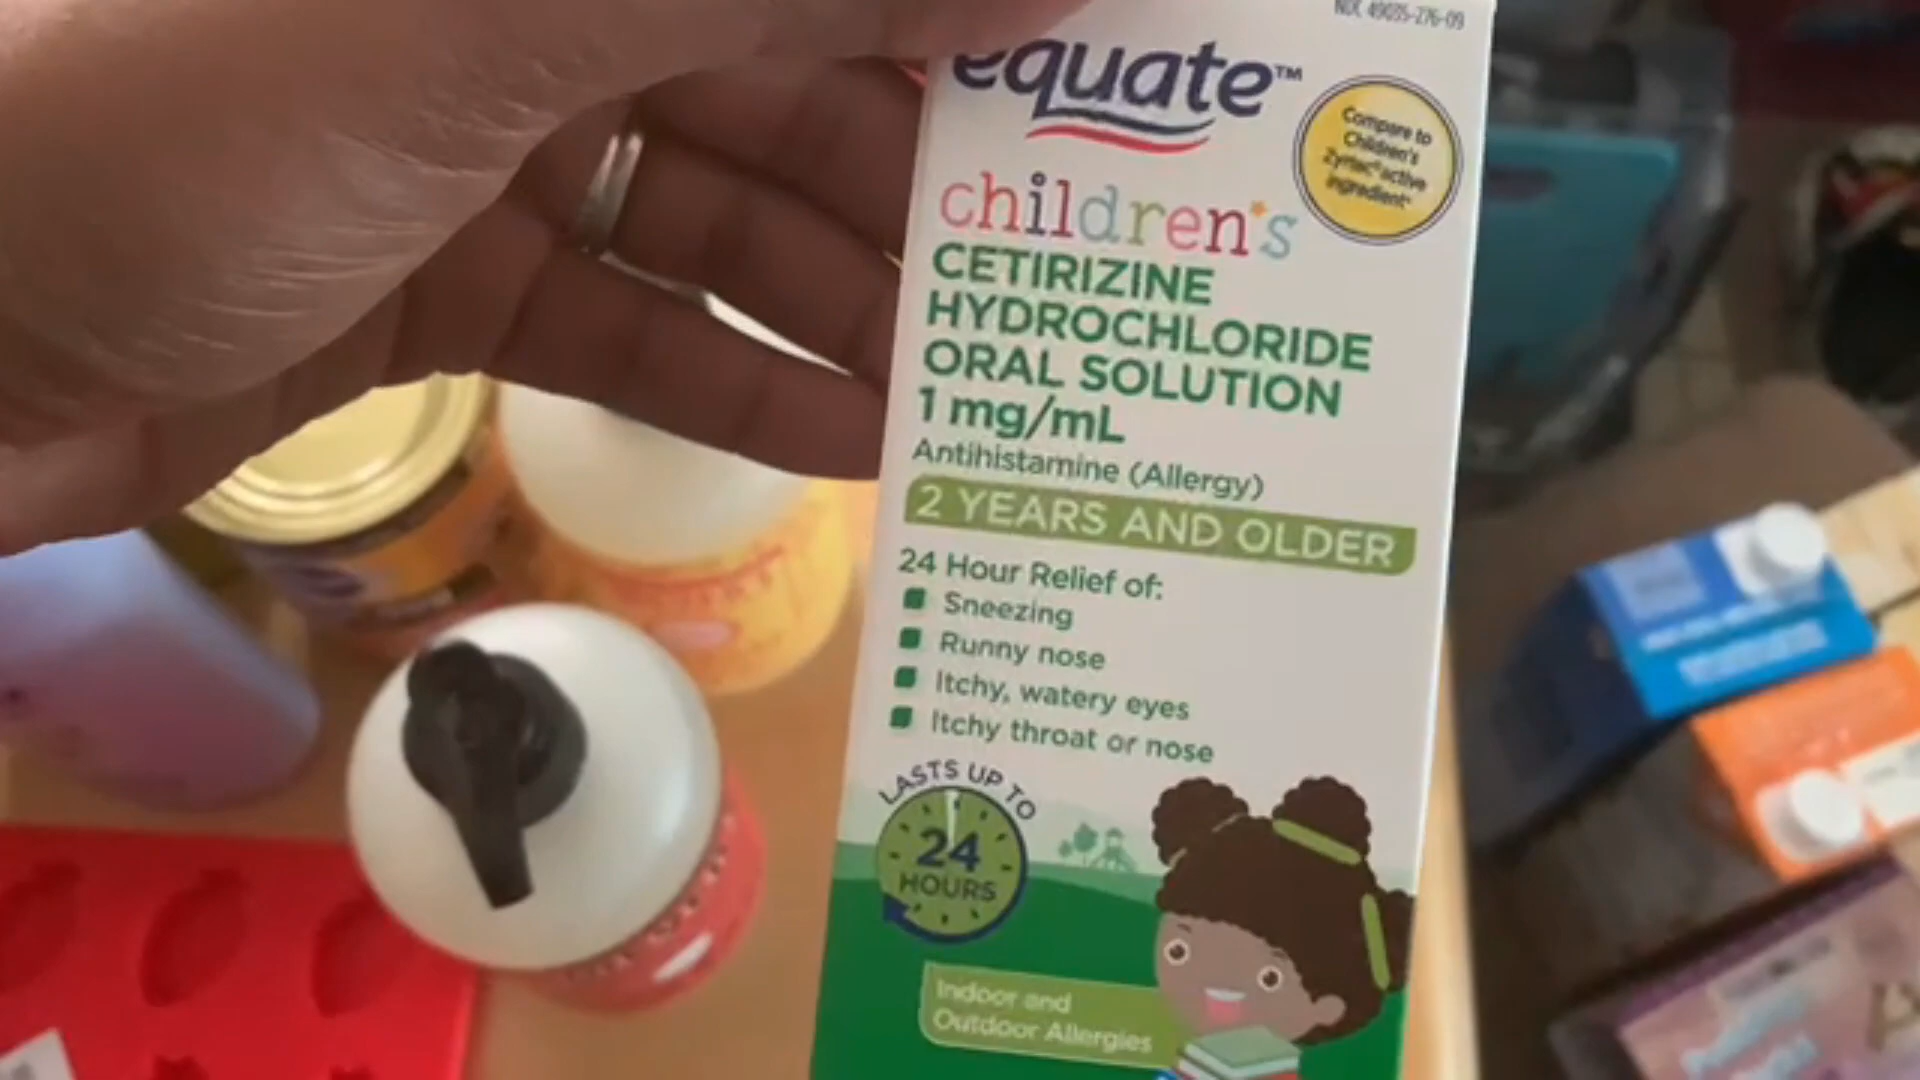 NDC 49035-276-09
equate™
Compare to
Children's
Zyrtec® active
ingredient*
children's
CETIRIZINE
HYDROCHLORIDE
ORAL SOLUTION
1 mg/mL
Antihistamine (Allergy)
2 YEARS AND OLDER
24 Hour Relief of:
Sneezing
Runny nose
Itchy, watery eyes
Itchy throat or nose
LASTS UP TO
24
HOURS
Indoor and
Outdoor Allergies